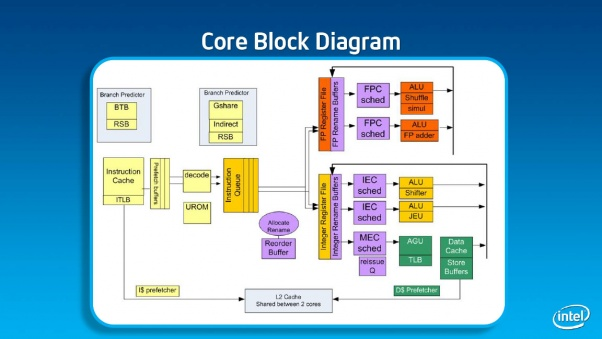 Core Block Diagram
Branch Predictor
BTB
RSB
Branch Predictor
Gshare
Indirect
RSB
Instruction
Cache
ITLB
Prefetch buffers
decode
UROM
Instruction
Queue
Allocate
Rename
Reorder
Buffer
FP Register File
FP Rename Buffers
FPC
sched
ALU
Shuffle
simul
FPC
sched
ALU
FP adder
Integer Register File
Integer Rename Buffers
IEC
sched
ALU
Shifter
IEC
sched
ALU
JEU
MEC
sched
reissue
Q
AGU
TLB
Data
Cache
Store
Buffers
I$ prefetcher
L2 Cache
Shared between 2 cores
D$ Prefetcher
intel